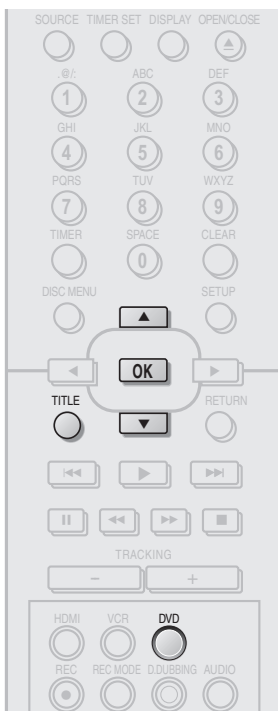 SOURCE TIMER SET DISPLAY OPEN/CLOSE
.@/: ABC DEF
1 2 3
GHI JKL MNO
4 5 6
PQRS TUV WXYZ
7 8 9
TIMER SPACE CLEAR
0
DISC MENU SETUP
OK
TITLE RETURN
TRACKING
− +
HDMI VCR DVD
REC REC MODE D.DUBBING AUDIO